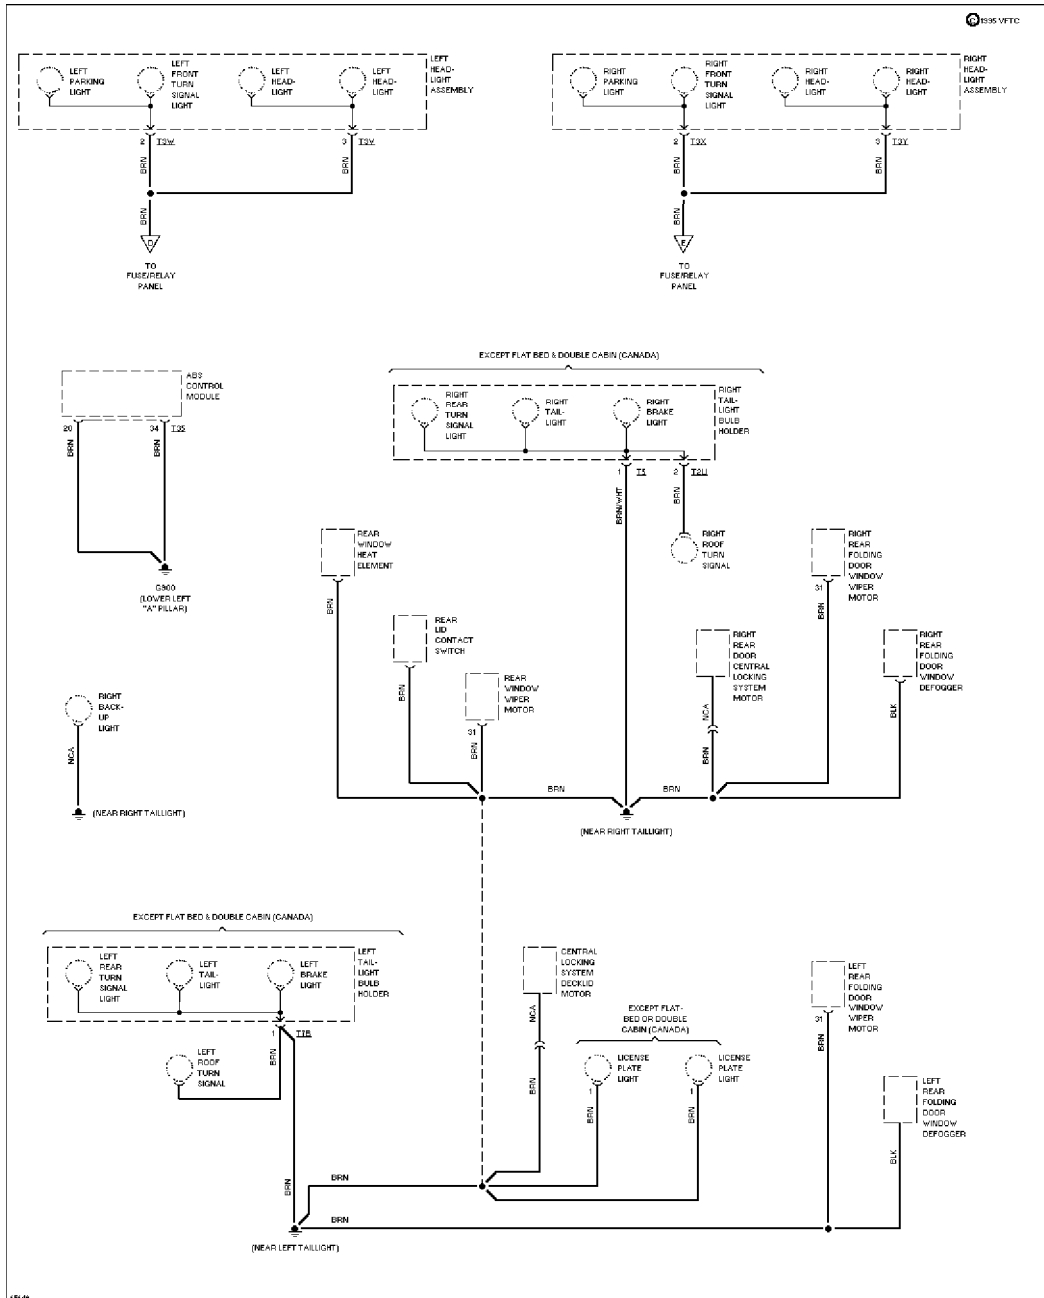 © 1995 VFTC
LEFT
PARKING
LIGHT
LEFT
FRONT
TURN
SIGNAL
LIGHT
LEFT
HEAD-
LIGHT
LEFT
HEAD-
LIGHT
LEFT
HEAD-
LIGHT
ASSEMBLY
2 T3W
3 T3V
BRN
BRN
BRN
D
TO
FUSE/RELAY
PANEL
RIGHT
PARKING
LIGHT
RIGHT
FRONT
TURN
SIGNAL
LIGHT
RIGHT
HEAD-
LIGHT
RIGHT
HEAD-
LIGHT
RIGHT
HEAD-
LIGHT
ASSEMBLY
2 T3X
3 T3Y
BRN
BRN
BRN
E
TO
FUSE/RELAY
PANEL
ABS
CONTROL
MODULE
20
34
BRN
BRN
G900
(LOWER LEFT
"A" PILLAR)
EXCEPT FLAT BED & DOUBLE CABIN (CANADA)
RIGHT
REAR
TURN
SIGNAL
LIGHT
RIGHT
TAIL-
LIGHT
RIGHT
BRAKE
LIGHT
RIGHT
TAIL-
LIGHT
BULB
HOLDER
1
2 T2U
BRN/WHT
BRN
RIGHT
ROOF
TURN
SIGNAL
REAR
WINDOW
HEAT
ELEMENT
BRN
REAR
LID
CONTACT
SWITCH
BRN
REAR
WINDOW
WIPER
MOTOR
31
BRN
RIGHT
REAR
DOOR
CENTRAL
LOCKING
SYSTEM
MOTOR
NCA
BRN
RIGHT
REAR
FOLDING
DOOR
WINDOW
WIPER
MOTOR
31
BRN
RIGHT
REAR
FOLDING
DOOR
WINDOW
DEFOGGER
BLK
RIGHT
BACK-
UP
LIGHT
NCA
(NEAR RIGHT TAILLIGHT)
BRN
BRN
(NEAR RIGHT TAILLIGHT)
EXCEPT FLAT BED & DOUBLE CABIN (CANADA)
LEFT
REAR
TURN
SIGNAL
LIGHT
LEFT
TAIL-
LIGHT
LEFT
BRAKE
LIGHT
LEFT
TAIL-
LIGHT
BULB
HOLDER
1
BRN
LEFT
ROOF
TURN
SIGNAL
BRN
CENTRAL
LOCKING
SYSTEM
DECKLID
MOTOR
NCA
BRN
EXCEPT FLAT-
BED OR DOUBLE
CABIN (CANADA)
LICENSE
PLATE
LIGHT
1
BRN
LICENSE
PLATE
LIGHT
1
BRN
LEFT
REAR
FOLDING
DOOR
WINDOW
WIPER
MOTOR
31
BRN
LEFT
REAR
FOLDING
DOOR
WINDOW
DEFOGGER
BLK
BRN
BRN
(NEAR LEFT TAILLIGHT)